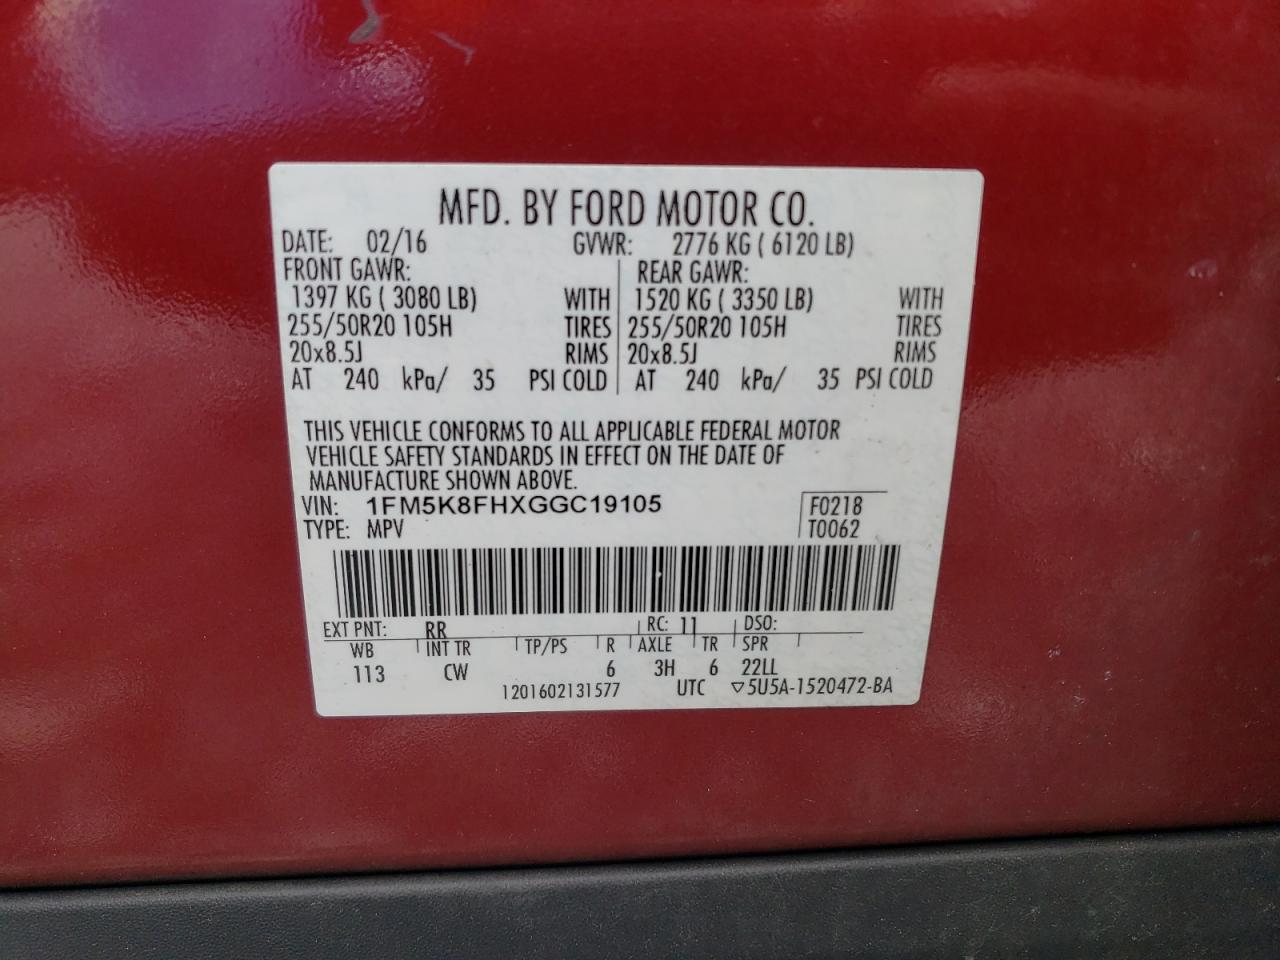 MFD. BY FORD MOTOR CO.
DATE: 02/16 GVWR: 2776 KG ( 6120 LB)
FRONT GAWR: REAR GAWR:
1397 KG ( 3080 LB) WITH 1520 KG ( 3350 LB) WITH
255/50R20 105H TIRES 255/50R20 105H TIRES
20x8.5J RIMS 20x8.5J RIMS
AT 240 kPa/ 35 PSI COLD AT 240 kPa/ 35 PSI COLD
THIS VEHICLE CONFORMS TO ALL APPLICABLE FEDERAL MOTOR
VEHICLE SAFETY STANDARDS IN EFFECT ON THE DATE OF
MANUFACTURE SHOWN ABOVE.
VIN: 1FM5K8FHXGGC19105 F0218
TYPE: MPV T0062
EXT PNT: RR RC: 11 DSO:
WB INT TR TP/PS R AXLE TR SPR
113 CW 6 3H 6 22LL
1201602131577 UTC ▽5U5A-1520472-BA